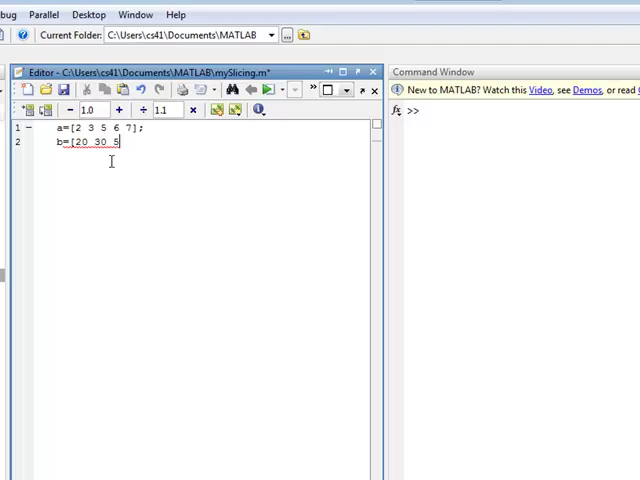 bug Parallel Desktop Window Help
Current Folder: C:\Users\cs41\Documents\MATLAB
Editor - C:\Users\cs41\Documents\MATLAB\mySlicing.m*
Command Window
1.0
1.1
New to MATLAB? Watch this Video, see Demos, or read
fx >>
1 a=[2 3 5 6 7];
2 b=[20 30 5